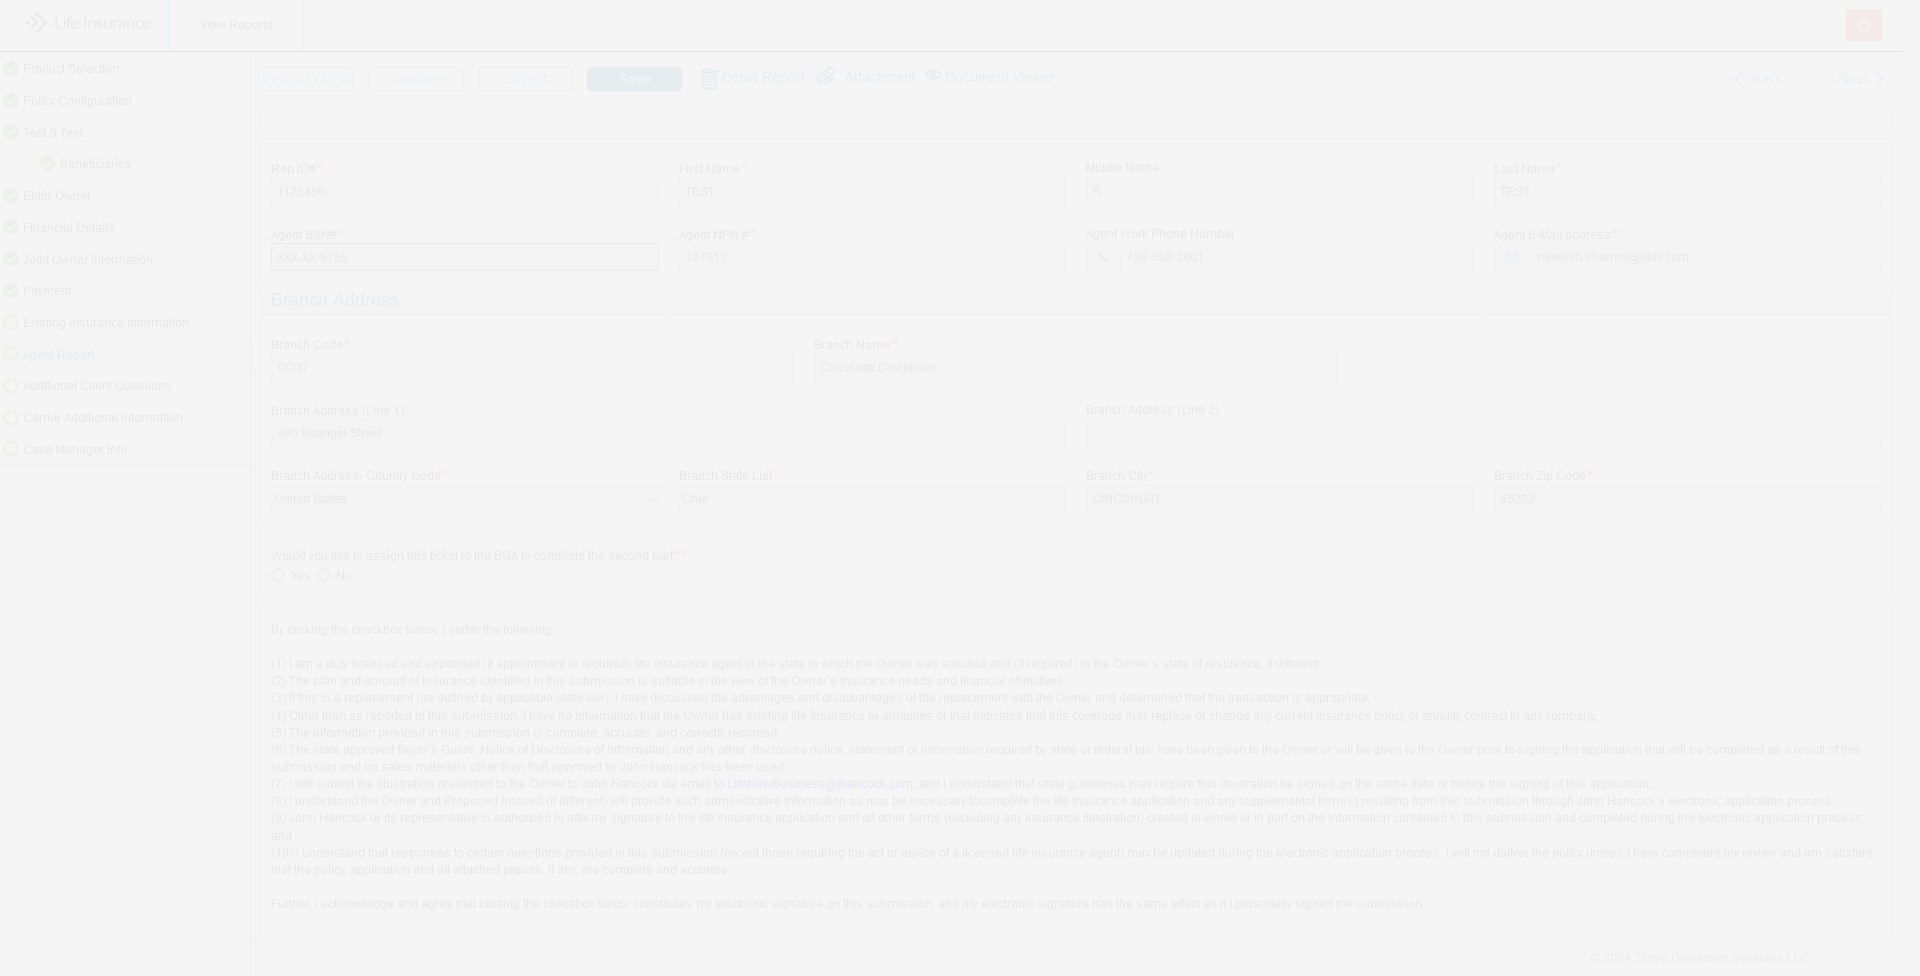 Life Insurance
View Reports
Product Selection
Policy Configuration
Test S Test
Beneficiaries
Entity Owner
Financial Details
Joint Owner Information
Payment
Existing Insurance Information
Agent Report
Additional Client Questions
Carrier Additional Information
Case Manager Info
Assign to BGA Validate Submit Save Detail Report Attachment Document Viewer Back Next
Rep ID#* First Name* Middle Name Last Name*
J123456 TEST R TEST
Agent SSN#* Agent NPN #* Agent Work Phone Number Agent E-Mail address*
XXX-XX-6789 127811 756-358-2861
Branch Address
Branch Code* Branch Name*
OD37 Cincinnati Downtown
Branch Address (Line 1)* Branch Address (Line 2)
495 Bhangel Street
Branch Address- Country Code* Branch State List* Branch City* Branch Zip Code*
United States Ohio CINCINNATI 45202
Would you like to assign this ticket to the BGA to complete the second part?*
Yes No
By clicking the checkbox below, I certify the following:
(1) I am a duly licensed and appointed (if appointment is required) life insurance agent in the state in which the Owner was solicited and (if required) in the Owner's state of residence, if different;
(2) The plan and amount of insurance identified in this submission is suitable in the view of the Owner's insurance needs and financial objectives;
(3) If this is a replacement (as defined by applicable state law), I have discussed the advantages and disadvantages of the replacement with the Owner and determined that the transaction is appropriate;
(4) Other than as reported in this submission, I have no information that the Owner has existing life insurance or annuities or that indicates that this coverage may replace or change any current insurance policy or annuity contract in any company;
(5) The information provided in this submission is complete, accurate, and correctly recorded;
(6) The state approved Buyer's Guide, Notice of Disclosure of Information and any other disclosure notice, statement or information required by state or federal law have been given to the Owner or will be given to the Owner prior to signing the application that will be completed as a result of this
submission and no sales materials other than that approved by John Hancock has been used;
(7) I will submit the illustration presented to the Owner to John Hancock via email to LifeNewBusiness@jhancock.com, and I understand that state guidelines may require this illustration be signed on the same date or before the signing of this application;
(8) I understand the Owner and Proposed Insured (if different) will provide such administrative information as may be necessary tocomplete the life insurance application and any supplemental form(s) resulting from this submission through John Hancock's electronic application process;
(9) John Hancock or its representative is authorized to affix my signature to the life insurance application and all other forms (excluding any insurance illustration) created in whole or in part on the information contained in this submission and completed during the electronic application process;
and
(10) I understand that responses to certain questions provided in this submission (except those requiring the act or advice of a licensed life insurance agent) may be updated during the electronic application process. I will not deliver the policy unless I have completed my review and am satisfied
that the policy, application and all attached papers, if any, are complete and accurate.
Further, I acknowledge and agree that clicking the checkbox below constitutes my electronic signature on this submission, and my electronic signature has the same effect as if I personally signed the submission.
© 2024 Zinnia Distributor Solutions LLC